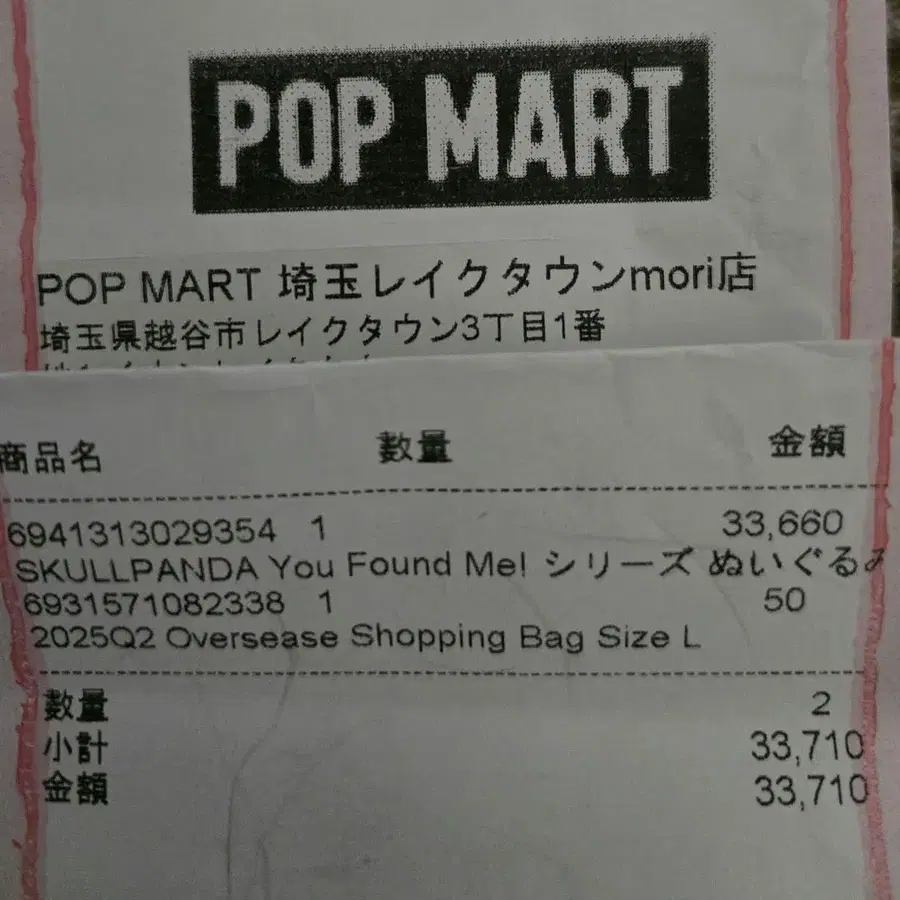 POP MART
POP MART 埼玉レイクタウンmori店
埼玉県越谷市レイクタウン3丁目1番
商品名 数量 金額
6941313029354 1 33,660
SKULLPANDA You Found Me! シリーズ ぬいぐるみ
6931571082338 1 50
2025Q2 Oversease Shopping Bag Size L
数量 2
小計 33,710
金額 33,710